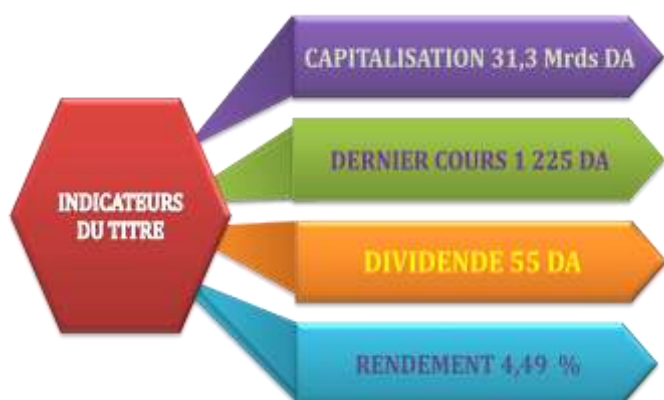 CAPITALISATION 31,3 Mrds DA
DERNIER COURS 1 225 DA
INDICATEURS
DU TITRE
DIVIDENDE 55 DA
RENDEMENT 4,49 %